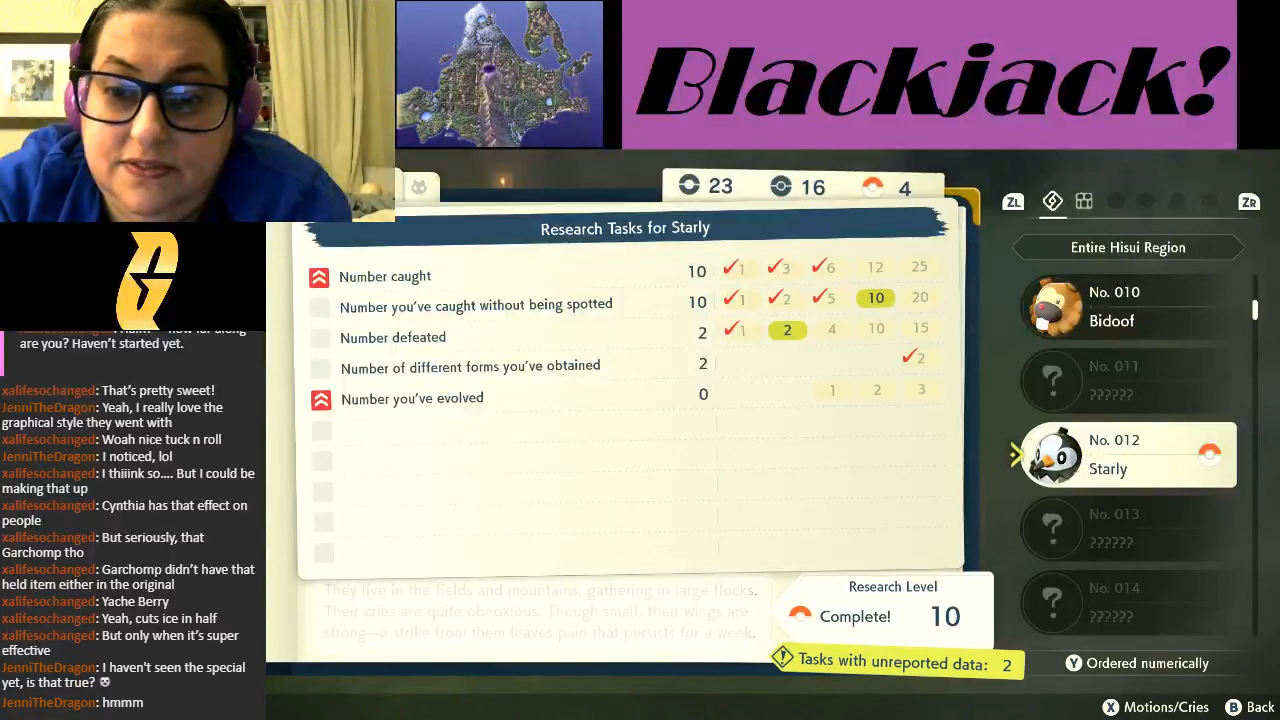 Blackjack!
23 16 4
ZL ZR
Research Tasks for Starly
Entire Hisui Region
Number caught 10 1 3 6 12 25
Number you've caught without being spotted 10 1 2 5 10 20
Number defeated 2 1 2 4 10 15
Number of different forms you've obtained 2 2
Number you've evolved 0 1 2 3
No. 010
Bidoof
No. 011
??????
No. 012
Starly
No. 013
??????
No. 014
??????
They live in the fields and mountains, gathering in large flocks.
Their cries are quite obnoxious. Though small, their wings are
strong—a strike from them leaves pain that persists for a week.
Research Level
Complete! 10
Tasks with unreported data: 2
Y Ordered numerically
X Motions/Cries B Back
are you? Haven't started yet.
xalifesochanged: That's pretty sweet!
JenniTheDragon: Yeah, I really love the
graphical style they went with
xalifesochanged: Woah nice tuck n roll
JenniTheDragon: I noticed, lol
xalifesochanged: I thiiink so.... But I could be
making that up
xalifesochanged: Cynthia has that effect on
people
xalifesochanged: But seriously, that
Garchomp tho
xalifesochanged: Garchomp didn't have that
held item either in the original
xalifesochanged: Yache Berry
xalifesochanged: Yeah, cuts ice in half
xalifesochanged: But only when it's super
effective
JenniTheDragon: I haven't seen the special
yet, is that true?
JenniTheDragon: hmmm